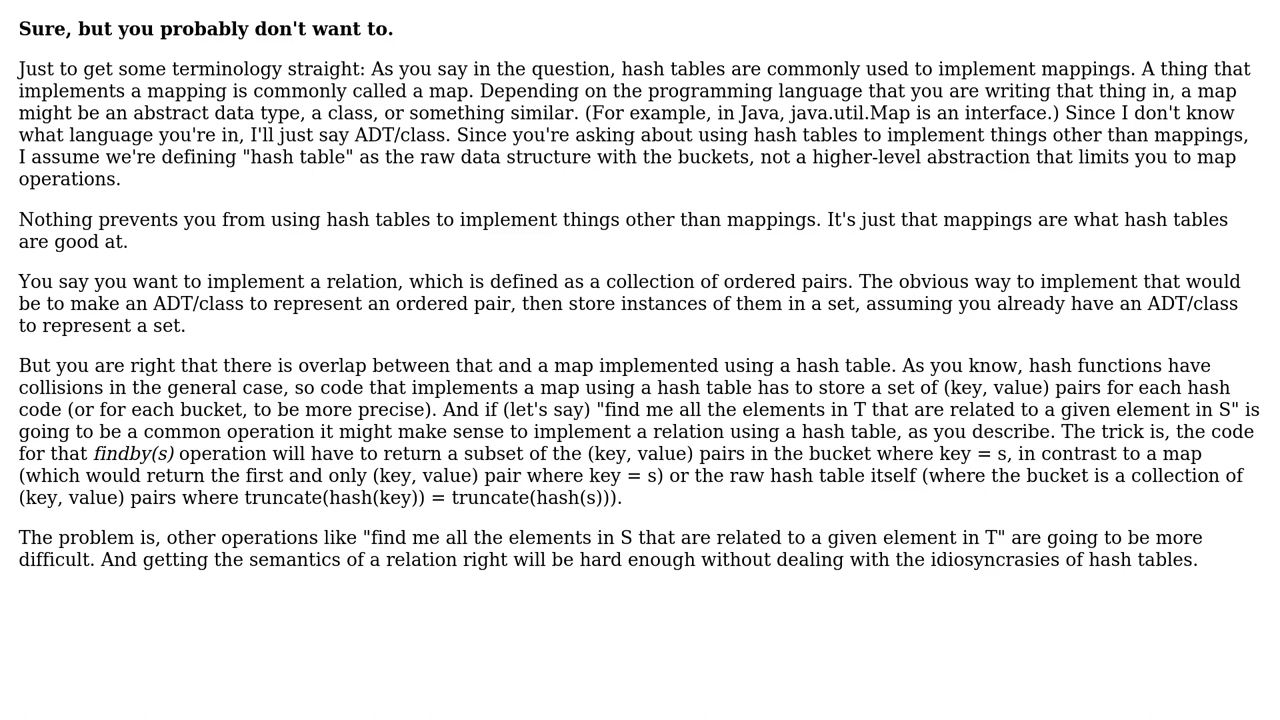 Sure, but you probably don't want to.
Just to get some terminology straight: As you say in the question, hash tables are commonly used to implement mappings. A thing that
implements a mapping is commonly called a map. Depending on the programming language that you are writing that thing in, a map
might be an abstract data type, a class, or something similar. (For example, in Java, java.util.Map is an interface.) Since I don't know
what language you're in, I'll just say ADT/class. Since you're asking about using hash tables to implement things other than mappings,
I assume we're defining "hash table" as the raw data structure with the buckets, not a higher-level abstraction that limits you to map
operations.
Nothing prevents you from using hash tables to implement things other than mappings. It's just that mappings are what hash tables
are good at.
You say you want to implement a relation, which is defined as a collection of ordered pairs. The obvious way to implement that would
be to make an ADT/class to represent an ordered pair, then store instances of them in a set, assuming you already have an ADT/class
to represent a set.
But you are right that there is overlap between that and a map implemented using a hash table. As you know, hash functions have
collisions in the general case, so code that implements a map using a hash table has to store a set of (key, value) pairs for each hash
code (or for each bucket, to be more precise). And if (let's say) "find me all the elements in T that are related to a given element in S" is
going to be a common operation it might make sense to implement a relation using a hash table, as you describe. The trick is, the code
for that findby(s) operation will have to return a subset of the (key, value) pairs in the bucket where key = s, in contrast to a map
(which would return the first and only (key, value) pair where key = s) or the raw hash table itself (where the bucket is a collection of
(key, value) pairs where truncate(hash(key)) = truncate(hash(s))).
The problem is, other operations like "find me all the elements in S that are related to a given element in T" are going to be more
difficult. And getting the semantics of a relation right will be hard enough without dealing with the idiosyncrasies of hash tables.